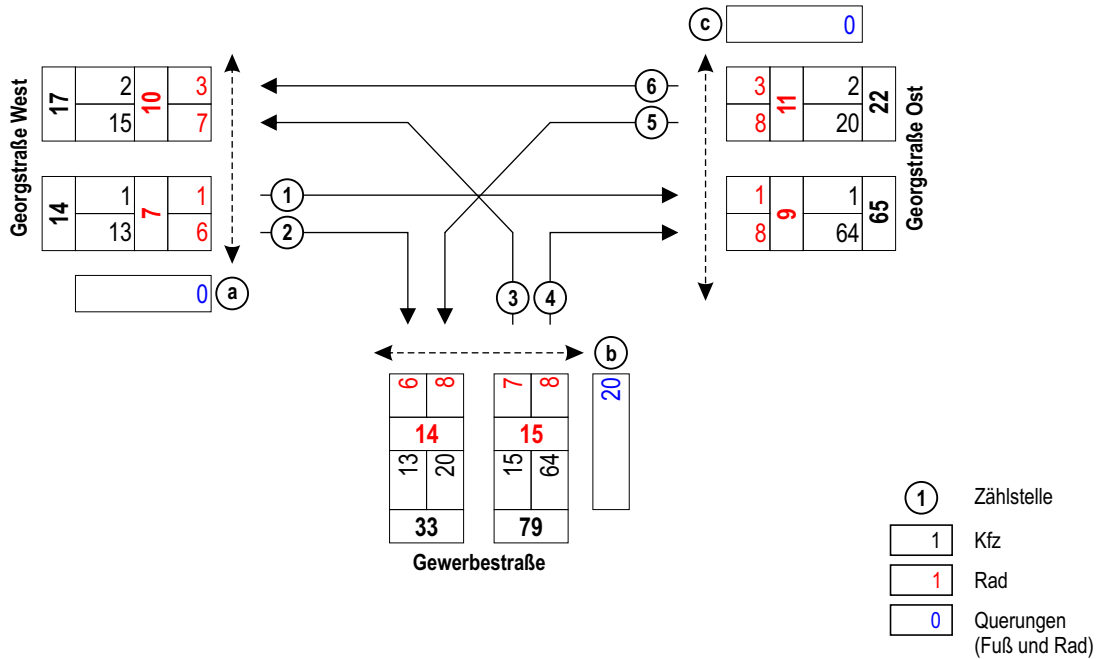 c 0
Georgstraße West
17 2 10 3
15 7
6
5
3 11 2 22
8 20
Georgstraße Ost
14 1 7 1
13 6
1
2
1 9 1 65
8 64
0 a
3 4
b
6 8 7 8 20
14 15
13 20 15 64
33 79
Gewerbestraße
1 Zählstelle
1 Kfz
1 Rad
0 Querungen
(Fuß und Rad)